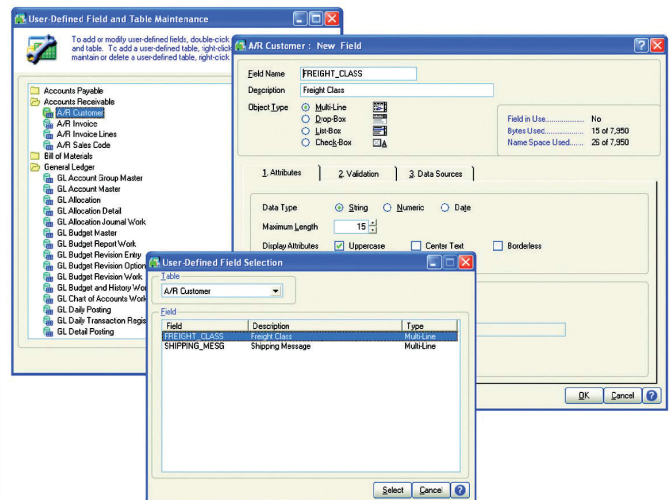 User-Defined Field and Table Maintenance
To add or modify user-defined fields, double-click
and table. To add a user-defined table, right-click
maintain or delete a user-defined table, right-click
Accounts Payable
Accounts Receivable
A/R Customer
A/R Invoice
A/R Invoice Lines
A/R Sales Code
Bill of Materials
General Ledger
GL Account Group Master
GL Account Master
GL Allocation
GL Allocation Detail
GL Allocation Journal Work
GL Budget Master
GL Budget Report Work
GL Budget Revision Entry
GL Budget Revision Option
GL Budget Revision Work
GL Budget and History Wor
GL Chart of Accounts Work
GL Daily Posting
GL Daily Transaction Regis
GL Detail Posting
A/R Customer : New Field
Field Name FREIGHT_CLASS
Description Freight Class
Object Type Multi-Line
Drop-Box
List-Box
Check-Box
Field in Use................. No
Bytes Used................. 15 of 7,950
Name Space Used...... 26 of 7,950
1. Attributes 2. Validation 3. Data Sources
Data Type String Numeric Date
Maximum Length 15
Display Attributes Uppercase Center Text Borderless
OK Cancel
User-Defined Field Selection
Table
A/R Customer
Field
Field Description Type
FREIGHT_CLASS Freight Class Multi-Line
SHIPPING_MESG Shipping Message Multi-Line
Select Cancel